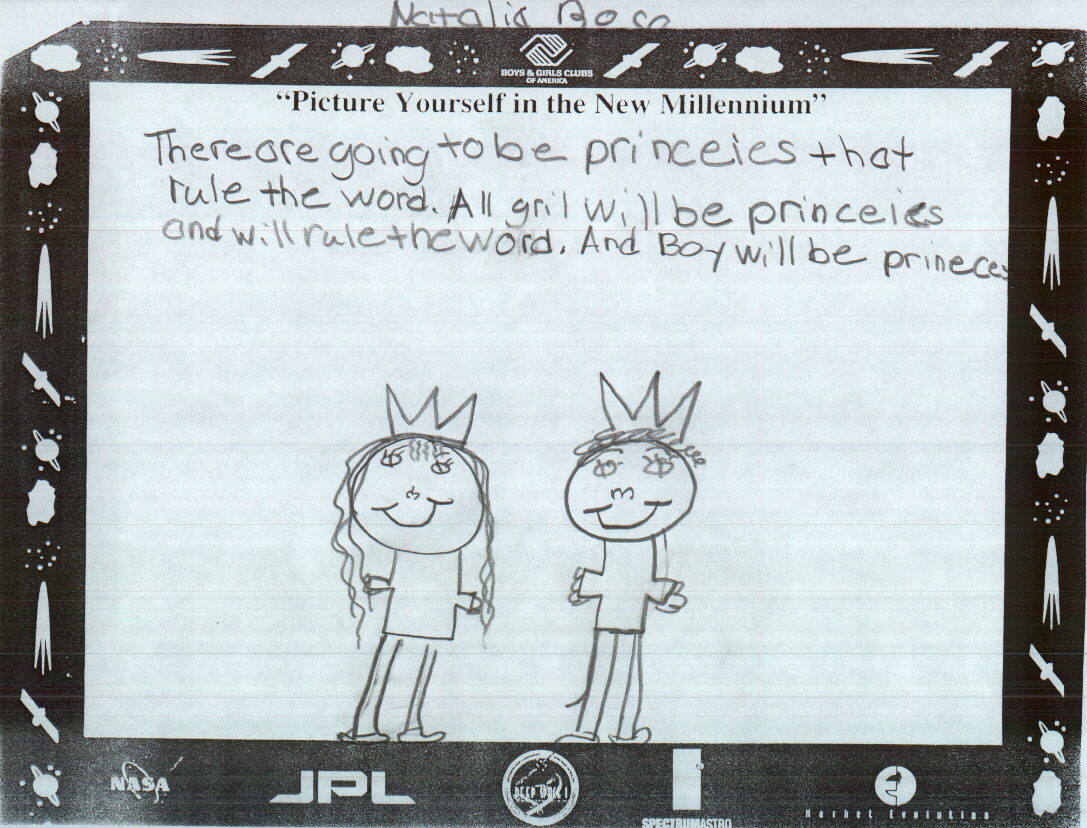 Natalie
BOYS & GIRLS CLUBS
OF AMERICA
“Picture Yourself in the New Millennium”
There are going to be princeies that
rule the word. All gril will be princeies
and will rule the word. And Boy will be prineces
NASA
JPL
DEEP SPACE 1
SPECTRUMASTRO
Market Evolution